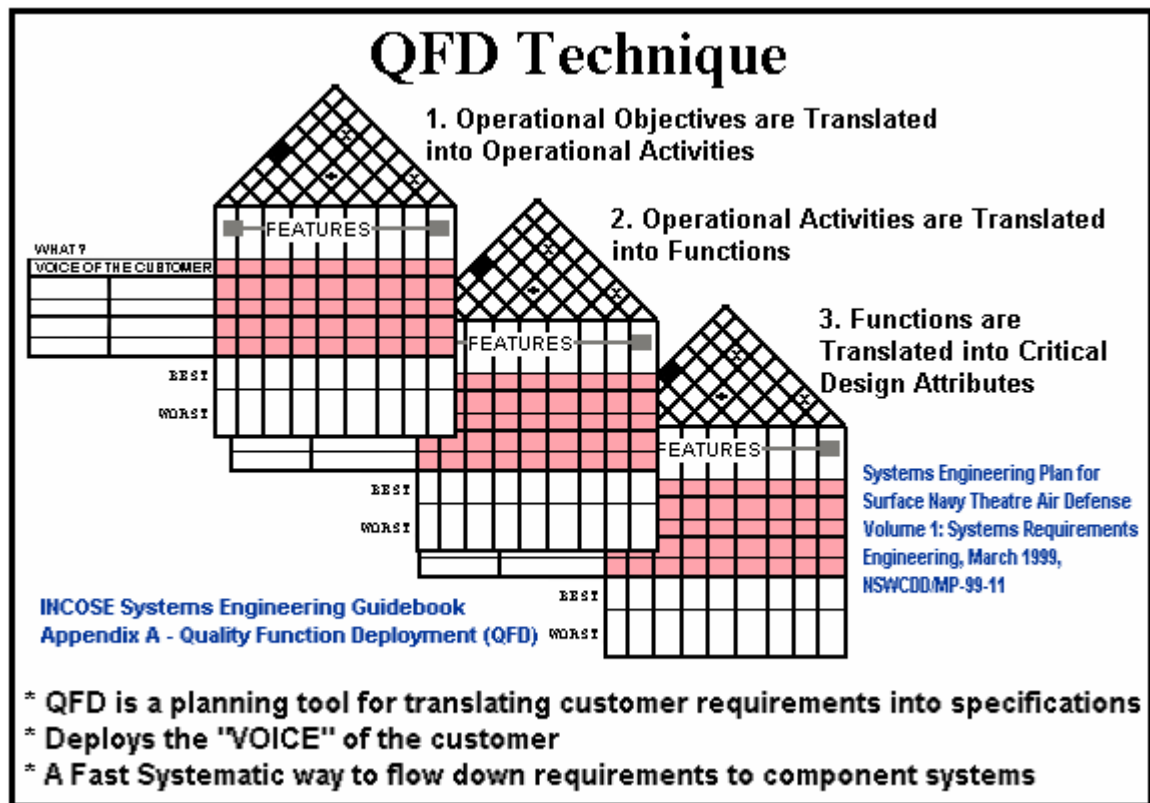 QFD Technique
1. Operational Objectives are Translated
into Operational Activities
FEATURES
WHAT?
VOICE OF THE CUSTOMER
BEST
WORST
2. Operational Activities are Translated
into Functions
FEATURES
BEST
WORST
3. Functions are
Translated into Critical
Design Attributes
FEATURES
BEST
WORST
Systems Engineering Plan for
Surface Navy Theatre Air Defense
Volume 1: Systems Requirements
Engineering, March 1999,
NSWCDD/MP-99-11
INCOSE Systems Engineering Guidebook
Appendix A - Quality Function Deployment (QFD)
* QFD is a planning tool for translating customer requirements into specifications
* Deploys the "VOICE" of the customer
* A Fast Systematic way to flow down requirements to component systems